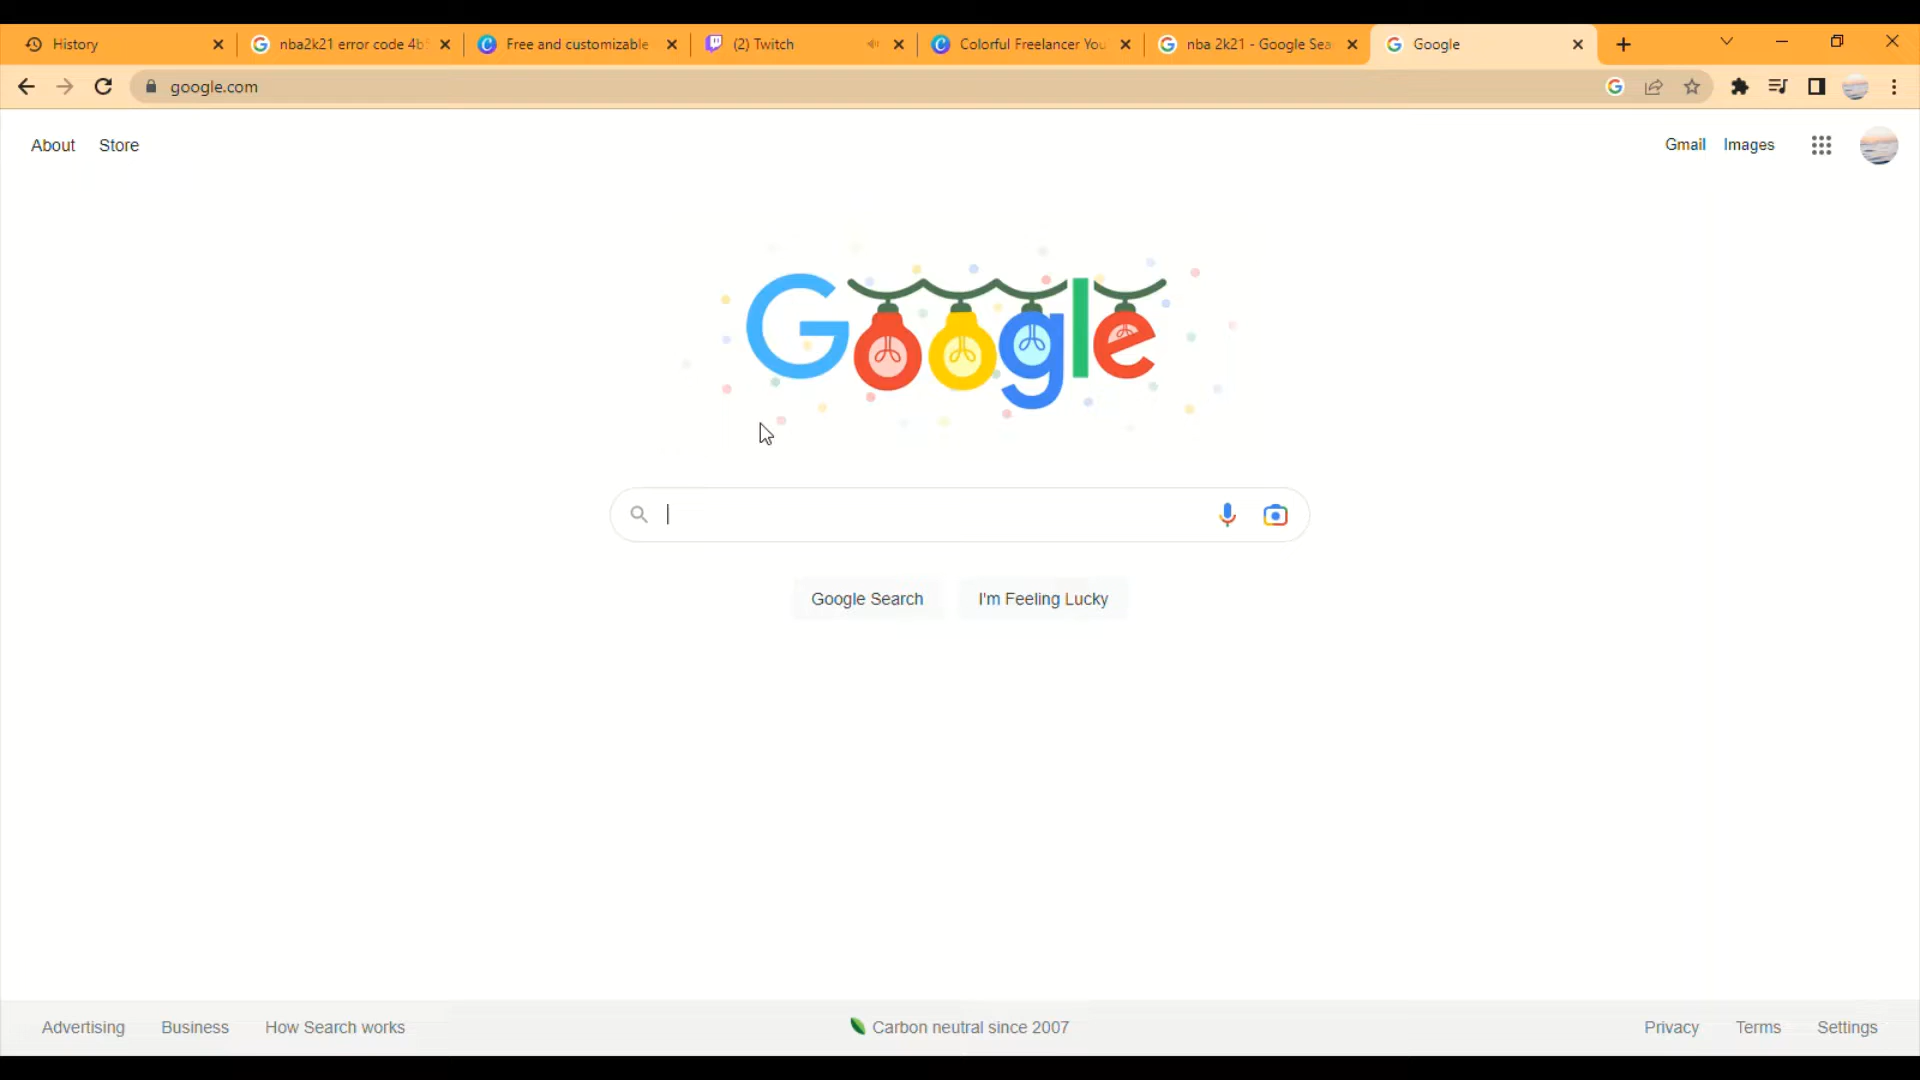 History
nba2k21 error code 4b
Free and customizable
(2) Twitch
Colorful Freelancer You
nba 2k21 - Google Sea
Google
google.com
About Store
Gmail Images
Google
Google Search
I'm Feeling Lucky
Advertising Business How Search works
Carbon neutral since 2007
Privacy Terms Settings